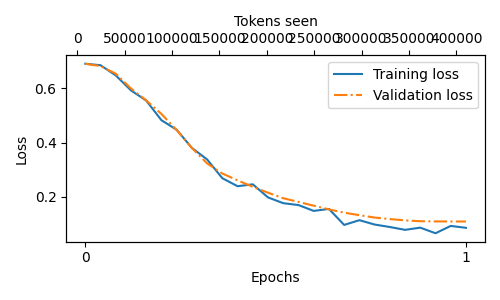 Tokens seen
0 50000 100000 150000 200000 250000 300000 350000 400000
Training loss
Validation loss
0.6
0.4
0.2
Loss
0 1
Epochs